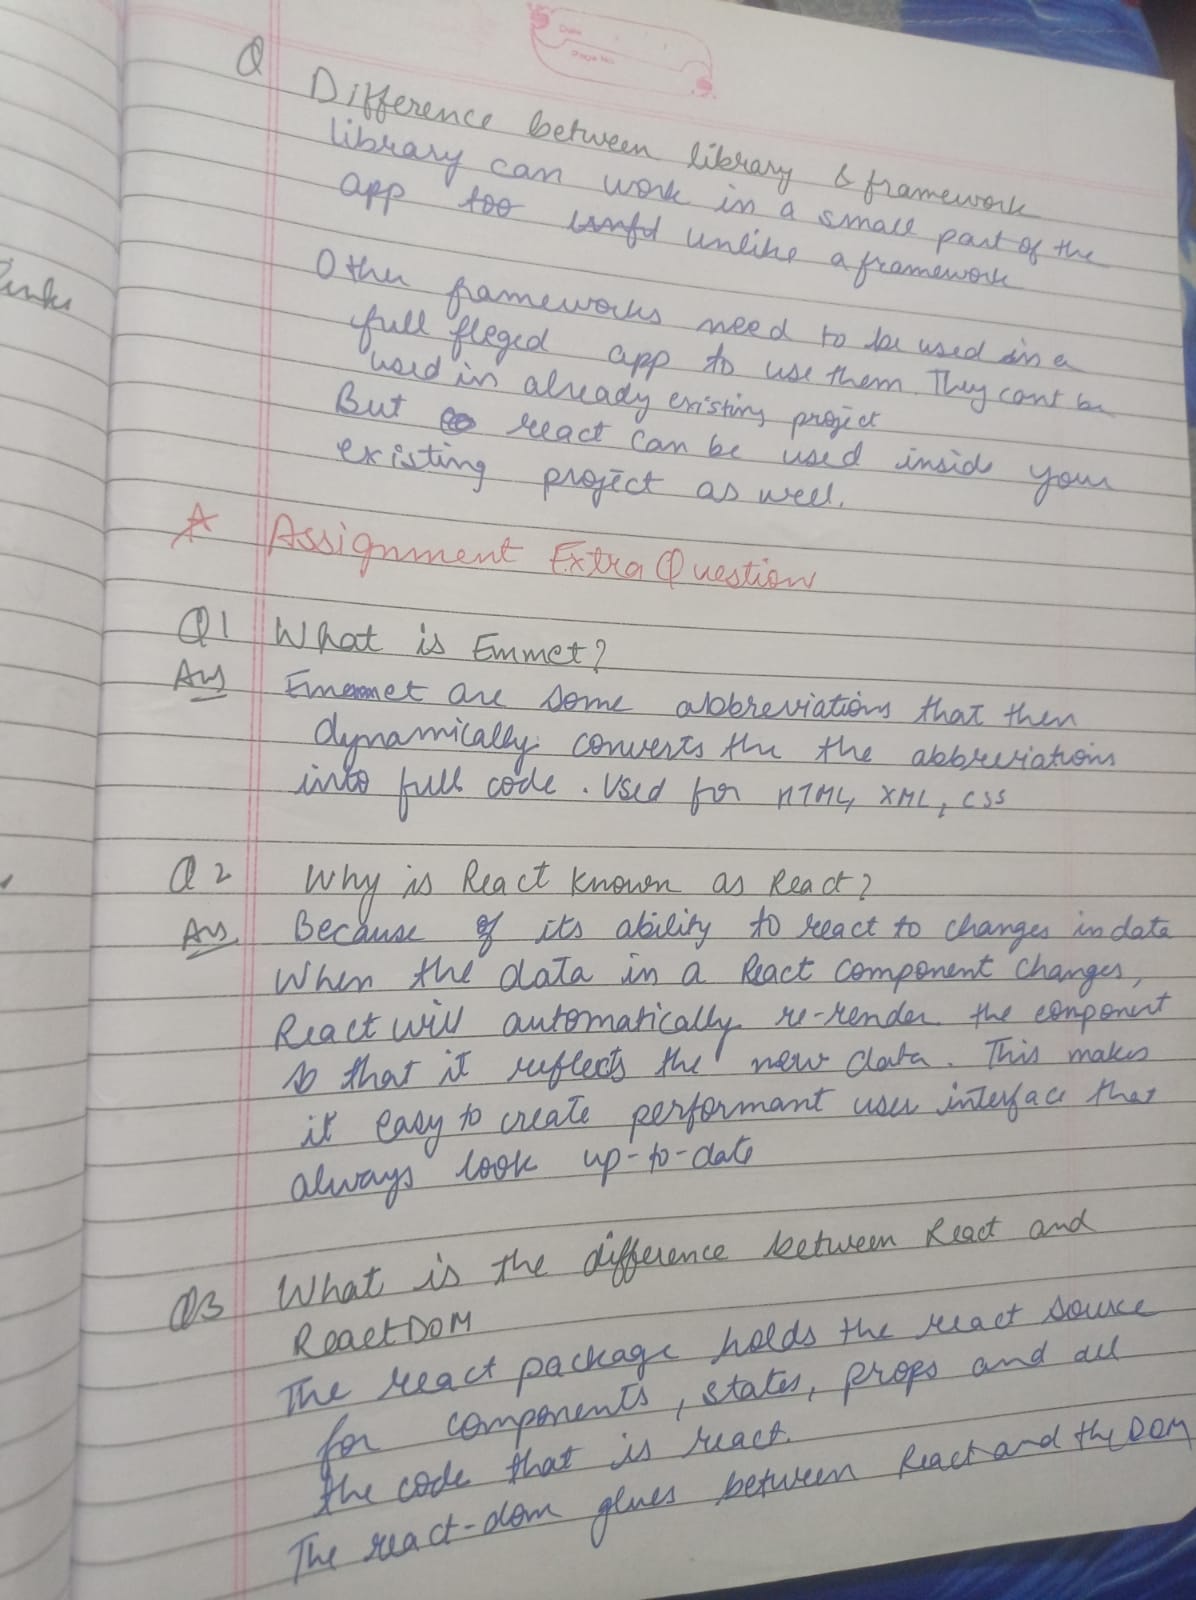 Date
Page No.
Q Difference between library & framework
library can work in a small part of the
app too unlike a framework
Other frameworks need to be used in a
full fleged app to use them. They cant be
used in already existing project
But react can be used inside your
existing project as well.
A Assignment Extra Question
Q1 What is Emmet?
Ans Emmet are some abbreviations that then
dynamically converts the the abbreviations
into full code. Used for HTML, XML, CSS
Q2 Why is React known as React?
Ans Because of its ability to react to changes in data
When the data in a React component changes,
React will automatically re-render the component
so that it reflects the new data. This makes
it easy to create performant user interface that
always look up-to-date
Q3 What is the difference between React and
ReactDOM
The react package holds the react source
for components, states, props and all
the code that is react.
The react-dom glues between React and the DOM